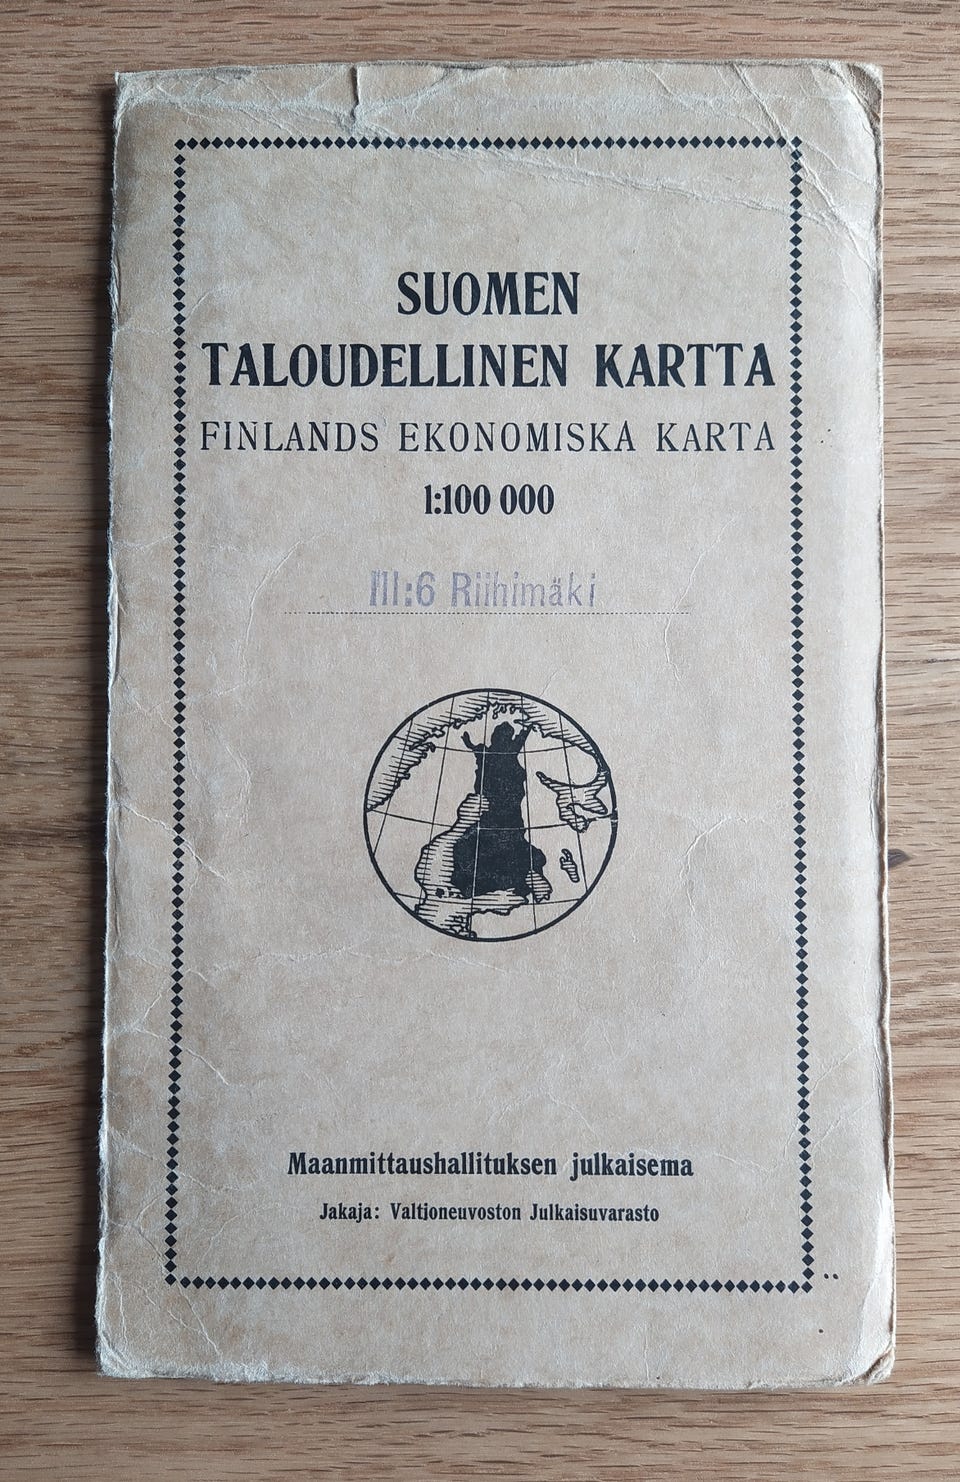 SUOMEN
TALOUDELLINEN KARTTA
FINLANDS EKONOMISKA KARTA
1:100 000
III:6 Riihimäki
Maanmittaushallituksen julkaisema
Jakaja: Valtioneuvoston Julkaisuvarasto